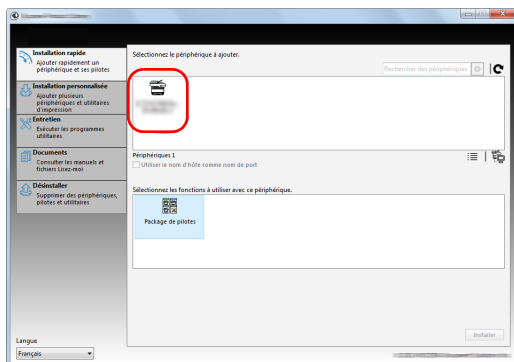 Installation rapide
Ajouter rapidement un
périphérique et ses pilotes
Installation personnalisée
Ajouter plusieurs
périphériques et utilitaires
d'impression
Entretien
Exécuter les programmes
utilitaires
Documents
Consulter les manuels et
fichiers Lisez-moi
Désinstaller
Supprimer des périphériques,
pilotes et utilitaires
Langue
Français
Sélectionnez le périphérique à ajouter.
Rechercher des périphériques
Périphériques 1
Utiliser le nom d'hôte comme nom de port
Sélectionnez les fonctions à utiliser avec ce périphérique.
Package de pilotes
Installer